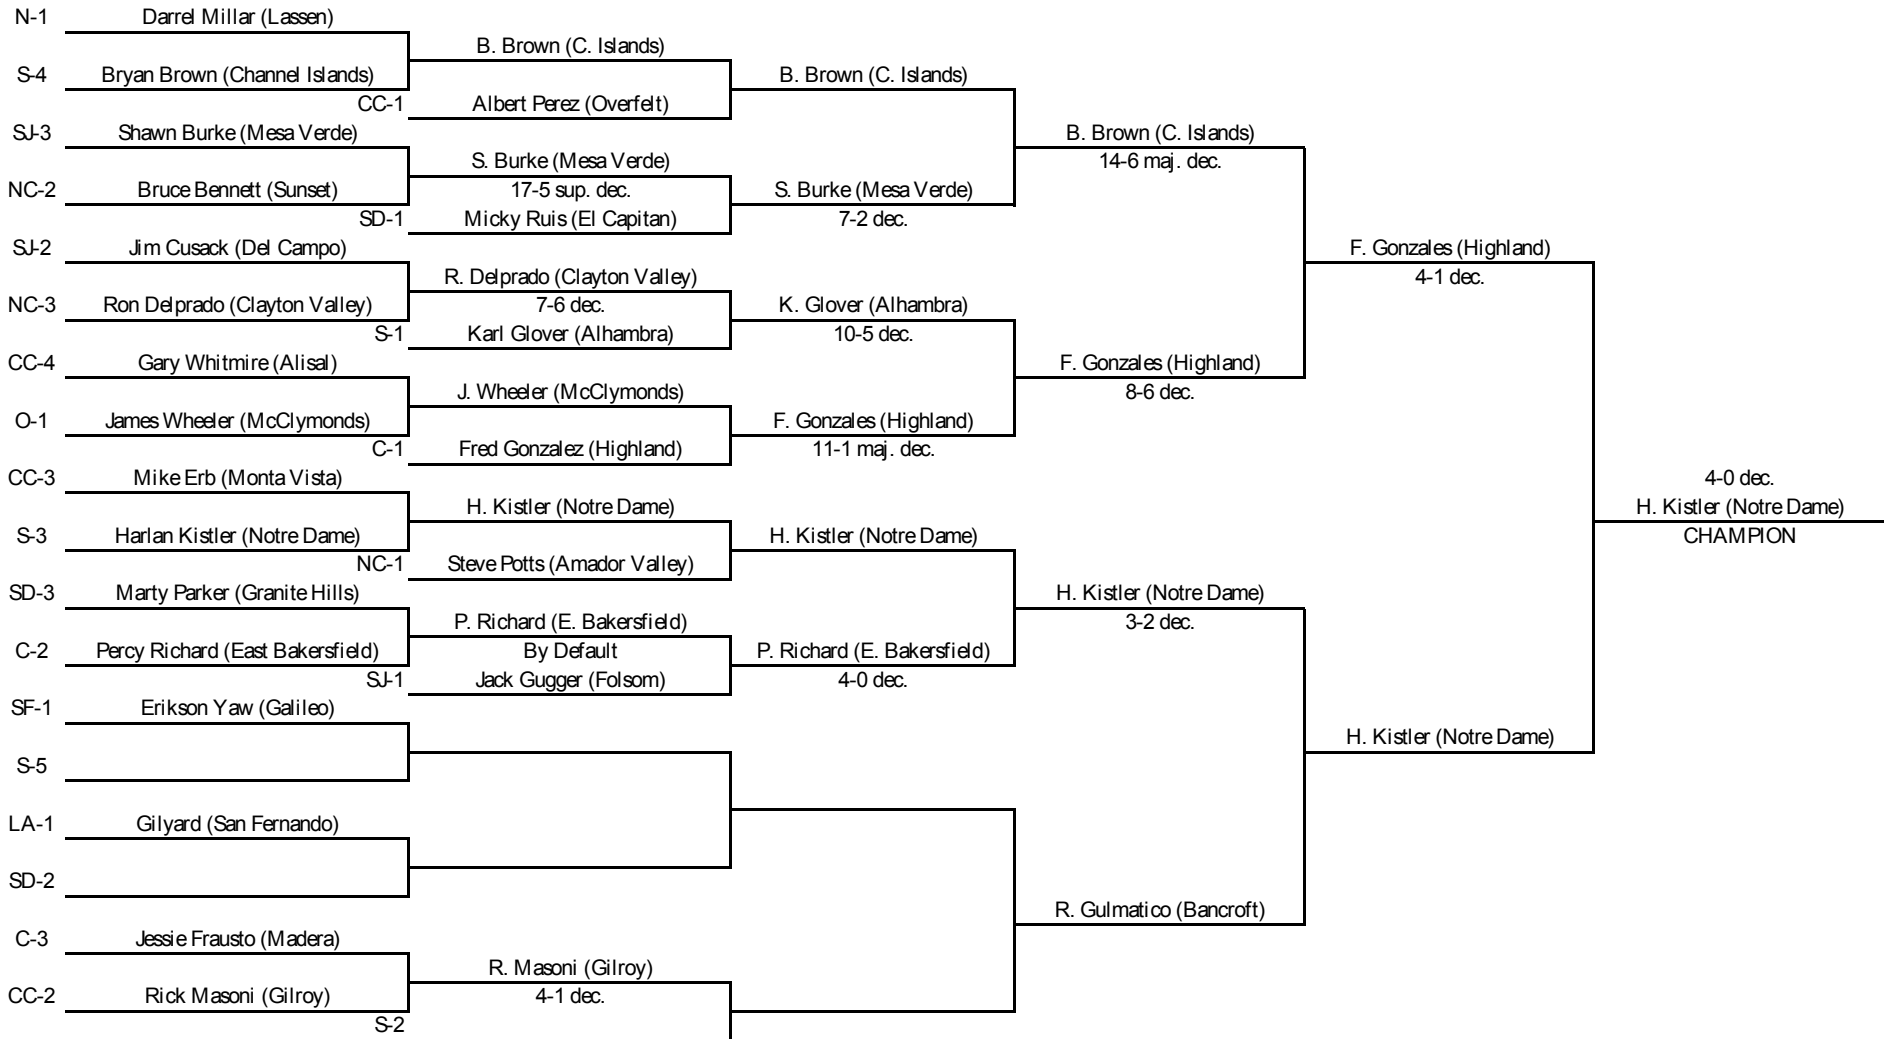 N-1
Darrel Millar (Lassen)
B. Brown (C. Islands)
S-4
Bryan Brown (Channel Islands)
B. Brown (C. Islands)
CC-1
Albert Perez (Overfelt)
SJ-3
Shawn Burke (Mesa Verde)
B. Brown (C. Islands)
S. Burke (Mesa Verde)
14-6 maj. dec.
NC-2
Bruce Bennett (Sunset)
17-5 sup. dec.
S. Burke (Mesa Verde)
SD-1
Micky Ruis (El Capitan)
7-2 dec.
SJ-2
Jim Cusack (Del Campo)
F. Gonzales (Highland)
R. Delprado (Clayton Valley)
4-1 dec.
NC-3
Ron Delprado (Clayton Valley)
7-6 dec.
K. Glover (Alhambra)
S-1
Karl Glover (Alhambra)
10-5 dec.
CC-4
Gary Whitmire (Alisal)
F. Gonzales (Highland)
J. Wheeler (McClymonds)
8-6 dec.
O-1
James Wheeler (McClymonds)
F. Gonzales (Highland)
C-1
Fred Gonzalez (Highland)
11-1 maj. dec.
CC-3
Mike Erb (Monta Vista)
4-0 dec.
H. Kistler (Notre Dame)
H. Kistler (Notre Dame)
S-3
Harlan Kistler (Notre Dame)
H. Kistler (Notre Dame)
CHAMPION
NC-1
Steve Potts (Amador Valley)
SD-3
Marty Parker (Granite Hills)
H. Kistler (Notre Dame)
P. Richard (E. Bakersfield)
3-2 dec.
C-2
Percy Richard (East Bakersfield)
By Default
P. Richard (E. Bakersfield)
SJ-1
Jack Gugger (Folsom)
4-0 dec.
SF-1
Erikson Yaw (Galileo)
H. Kistler (Notre Dame)
S-5
LA-1
Gilyard (San Fernando)
SD-2
R. Gulmatico (Bancroft)
C-3
Jessie Frausto (Madera)
R. Masoni (Gilroy)
CC-2
Rick Masoni (Gilroy)
4-1 dec.
S-2